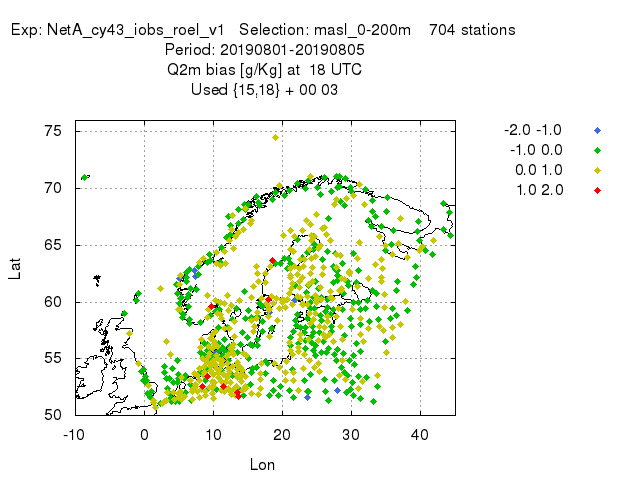 Exp: NetA_cy43_iobs_roel_v1 Selection: masl_0-200m 704 stations
Period: 20190801-20190805
Q2m bias [g/Kg] at 18 UTC
Used {15,18} + 00 03
-2.0 -1.0
-1.0 0.0
0.0 1.0
1.0 2.0
75
70
65
60
55
50
Lat
-10 0 10 20 30 40
Lon